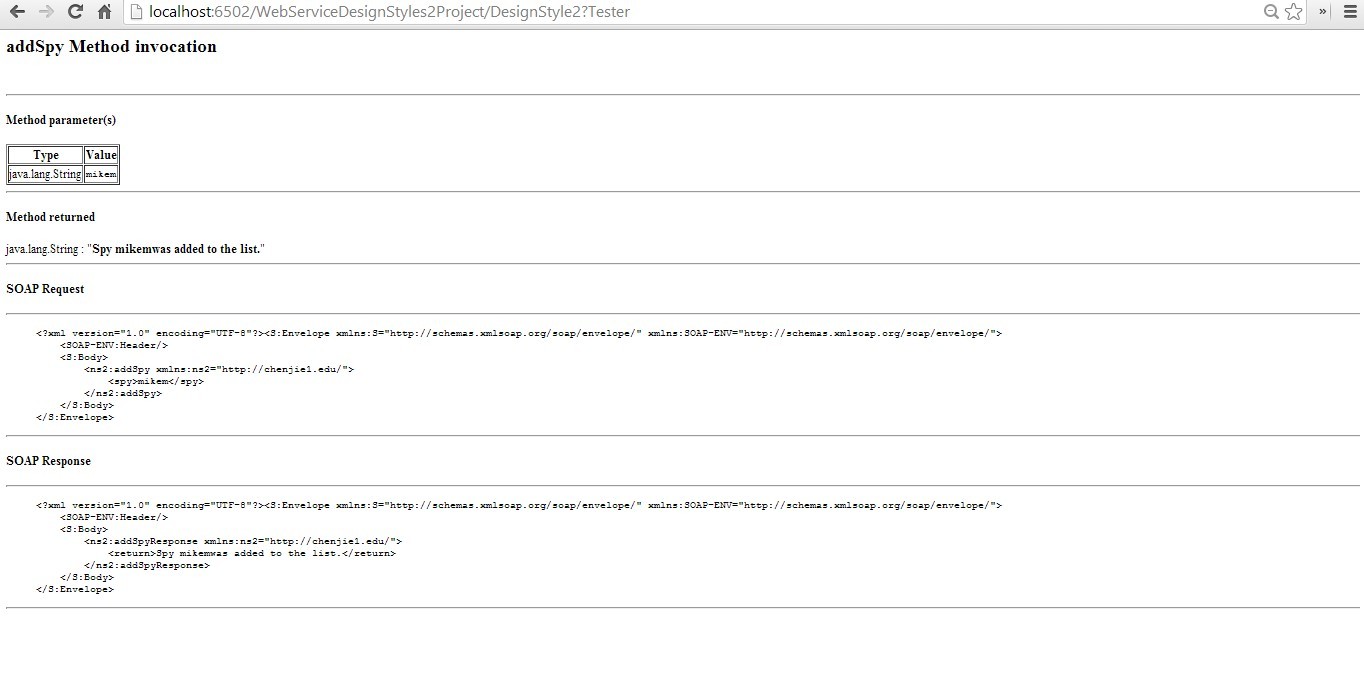 localhost:6502/WebServiceDesignStyles2Project/DesignStyle2?Tester
addSpy Method invocation
Method parameter(s)
Type Value
java.lang.String mikem
Method returned
java.lang.String : "Spy mikemwas added to the list."
SOAP Request
<?xml version="1.0" encoding="UTF-8"?><S:Envelope xmlns:S="http://schemas.xmlsoap.org/soap/envelope/" xmlns:SOAP-ENV="http://schemas.xmlsoap.org/soap/envelope/">
<SOAP-ENV:Header/>
<S:Body>
<ns2:addSpy xmlns:ns2="http://chenjie1.edu/">
<spy>mikem</spy>
</ns2:addSpy>
</S:Body>
</S:Envelope>
SOAP Response
<?xml version="1.0" encoding="UTF-8"?><S:Envelope xmlns:S="http://schemas.xmlsoap.org/soap/envelope/" xmlns:SOAP-ENV="http://schemas.xmlsoap.org/soap/envelope/">
<SOAP-ENV:Header/>
<S:Body>
<ns2:addSpyResponse xmlns:ns2="http://chenjie1.edu/">
<return>Spy mikemwas added to the list.</return>
</ns2:addSpyResponse>
</S:Body>
</S:Envelope>